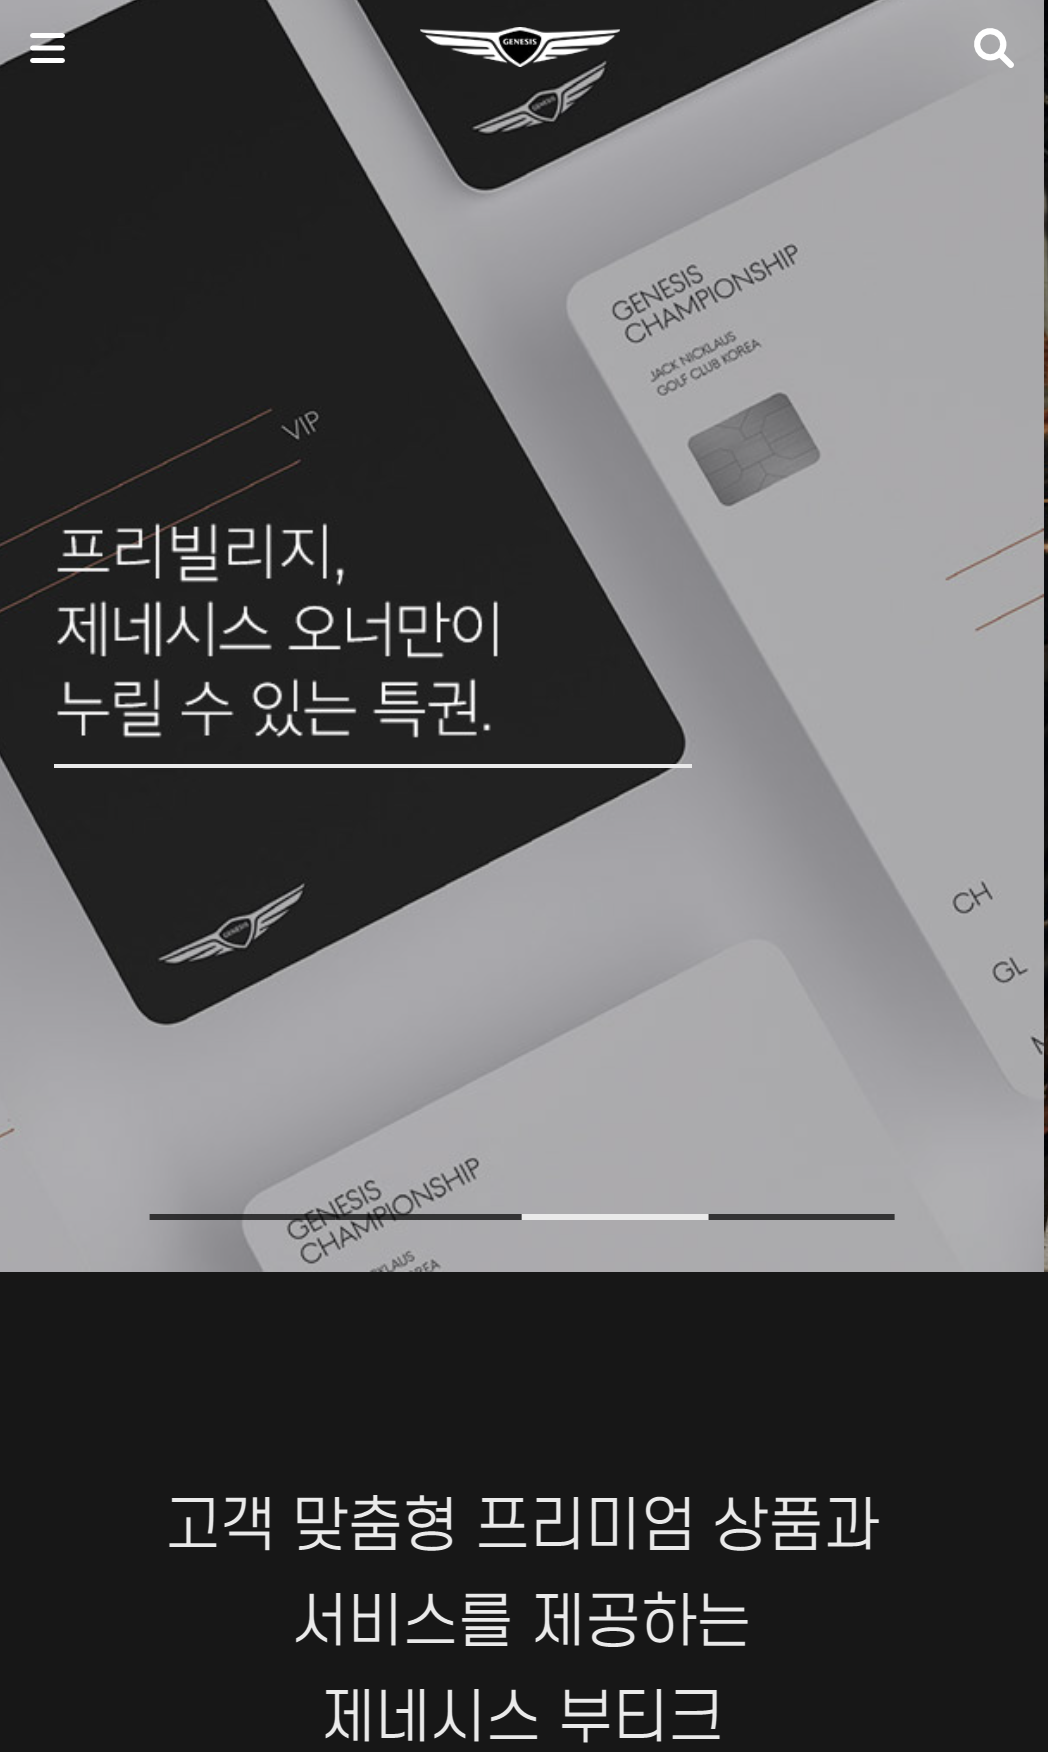 GENESIS
GENESIS
GENESIS
CHAMPIONSHIP
JACK NICKLAUS
GOLF CLUB KOREA
VIP
프리빌리지,
제네시스 오너만이
누릴 수 있는 특권.
CH
GL
GENESIS
GENESIS
CHAMPIONSHIP
고객 맞춤형 프리미엄 상품과
서비스를 제공하는
제네시스 부티크